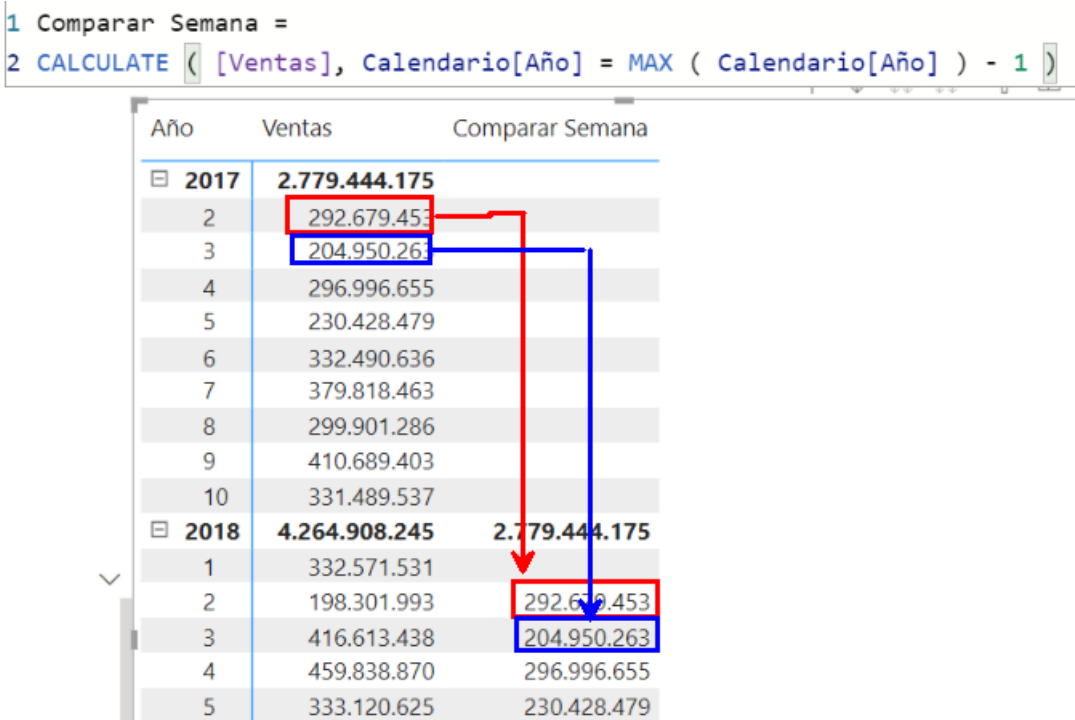 1 Comparar Semana =
2 CALCULATE ( [Ventas], Calendario[Año] = MAX ( Calendario[Año] ) - 1 )
Año Ventas Comparar Semana
2017 2.779.444.175
2 292.679.453
3 204.950.263
4 296.996.655
5 230.428.479
6 332.490.636
7 379.818.463
8 299.901.286
9 410.689.403
10 331.489.537
2018 4.264.908.245 2.779.444.175
1 332.571.531
2 198.301.993 292.679.453
3 416.613.438 204.950.263
4 459.838.870 296.996.655
5 333.120.625 230.428.479